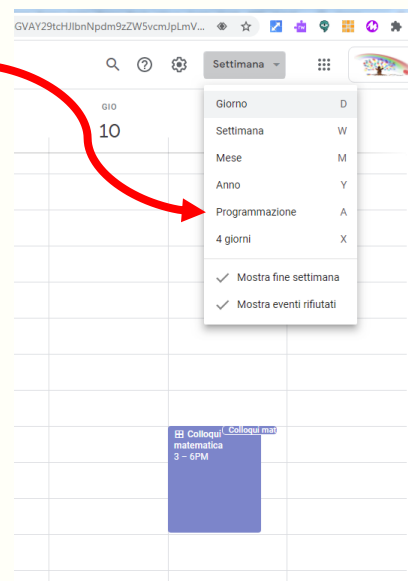 GVAY29tcHJlbnNpdm9zZW5vcmJpLmV...
Settimana
GIO
10
Giorno D
Settimana W
Mese M
Anno Y
Programmazione A
4 giorni X
Mostra fine settimana
Mostra eventi rifiutati
Colloqui matematica
3 – 6PM
Colloqui mat